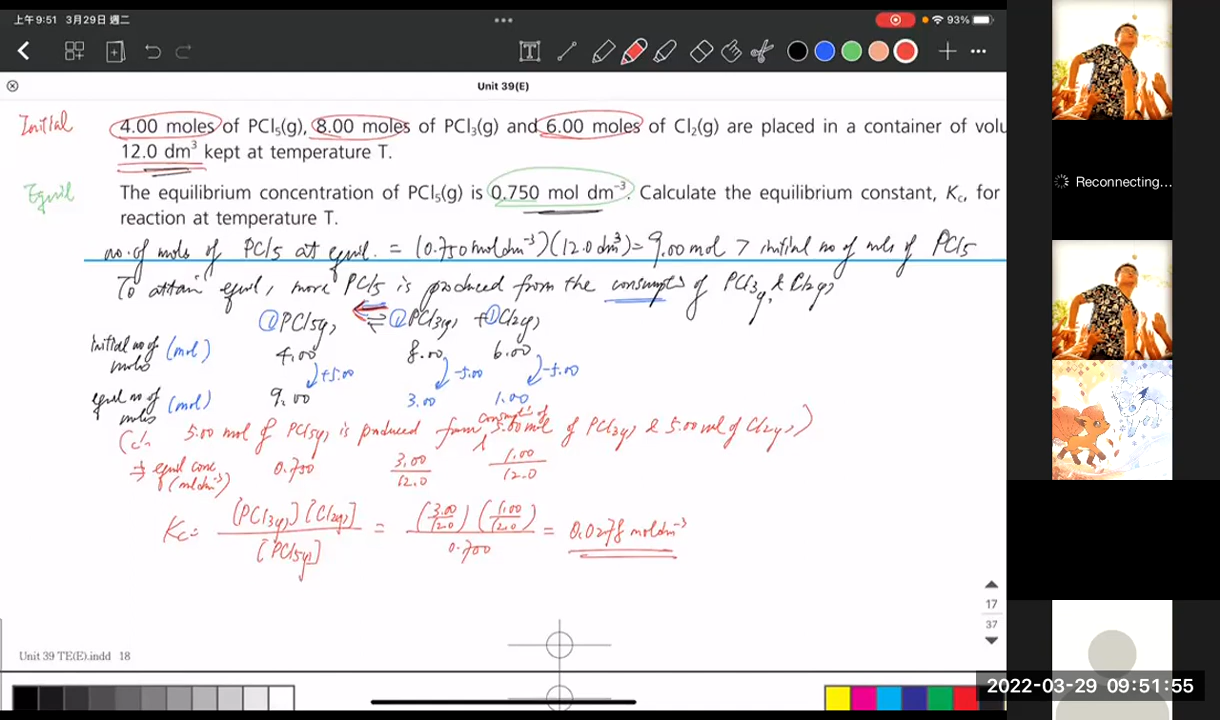 上午9:51 3月29日 週二
93%
Unit 39(E)
Initial
4.00 moles of PCl₅(g), 8.00 moles of PCl₃(g) and 6.00 moles of Cl₂(g) are placed in a container of volu
12.0 dm³ kept at temperature T.
Equil
The equilibrium concentration of PCl₅(g) is 0.750 mol dm⁻³. Calculate the equilibrium constant, Kc, for
reaction at temperature T.
no. of mols of PCl5 at equil. = (0.750 mol dm⁻³)(12.0 dm³) = 9.00 mol > initial no of mls of PCl5
To attain equil, more PCl5 is produced from the of PCl3(g) & Cl2(g)
① PCl5(g) ⇌ ① PCl3(g) + ① Cl2(g)
initial no of mols (mol) 4.00 8.00 6.00
+5.00 -5.00 -5.00
equil no of moles (mol) 9.00 3.00 1.00
5.00 mol of PCl5(g) is produced from 5.00 mol of PCl3(g) & 5.00 ml of Cl2(g))
⇒ equil conc (mol dm⁻³) 0.750 3.00/12.0 1.00/12.0
Kc = [PCl3(g)][Cl2(g)]/[PCl5(g)] = (3.00/12.0)(1.00/12.0)/0.750 = 0.0278 mol dm⁻³
Reconnecting...
17
37
Unit 39 TE(E).indd 18
2022-03-29 09:51:55